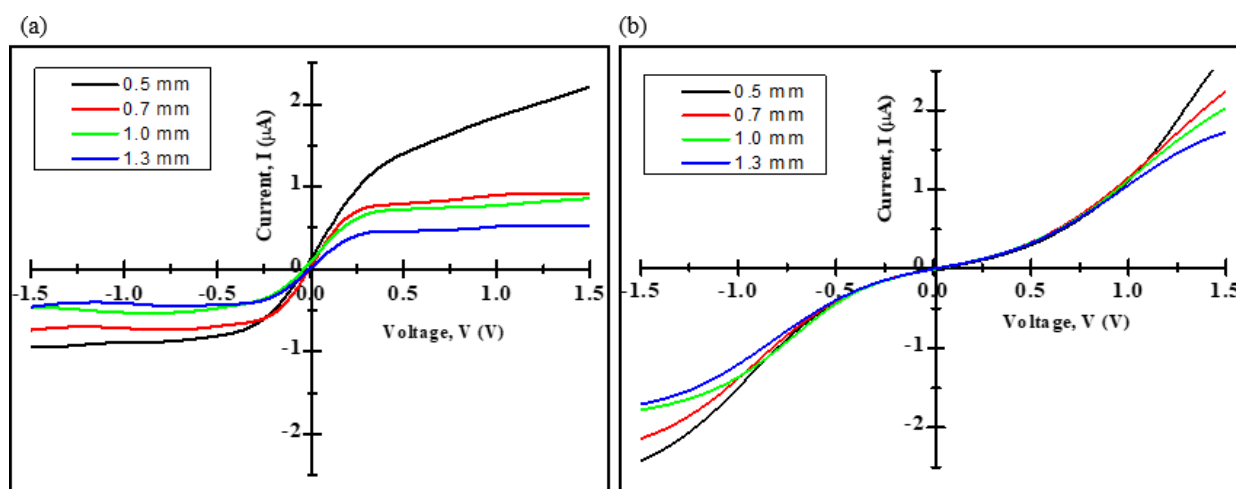 (a)
(b)
0.5 mm
0.7 mm
1.0 mm
1.3 mm
Current, I (µA)
2
1
0
-1
-2
-1.5 -1.0 -0.5 0.0 0.5 1.0 1.5
Voltage, V (V)
0.5 mm
0.7 mm
1.0 mm
1.3 mm
Current, I (µA)
2
1
0
-1
-2
-1.5 -1.0 -0.5 0.0 0.5 1.0 1.5
Voltage, V (V)